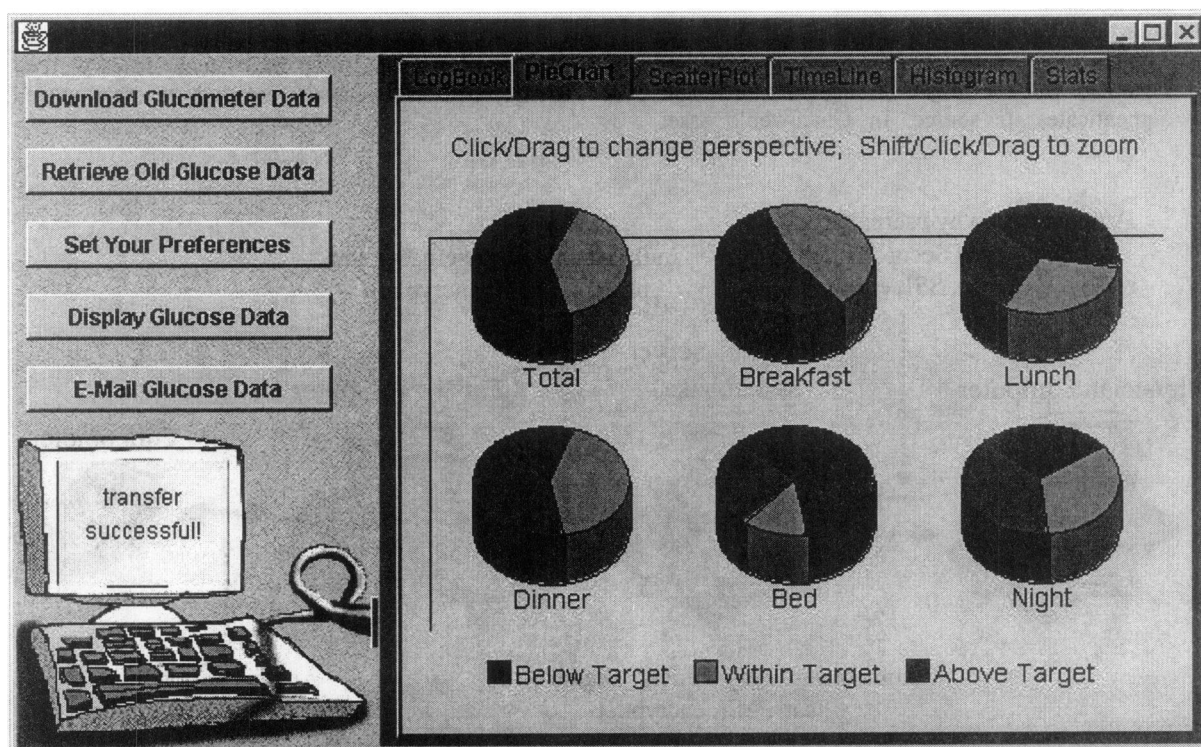 Download Glucometer Data
Retrieve Old Glucose Data
Set Your Preferences
Display Glucose Data
E-Mail Glucose Data
transfer
successful!
LogBook PieChart ScatterPlot TimeLine Histogram Stats
Click/Drag to change perspective; Shift/Click/Drag to zoom
Total Breakfast Lunch
Dinner Bed Night
Below Target Within Target Above Target